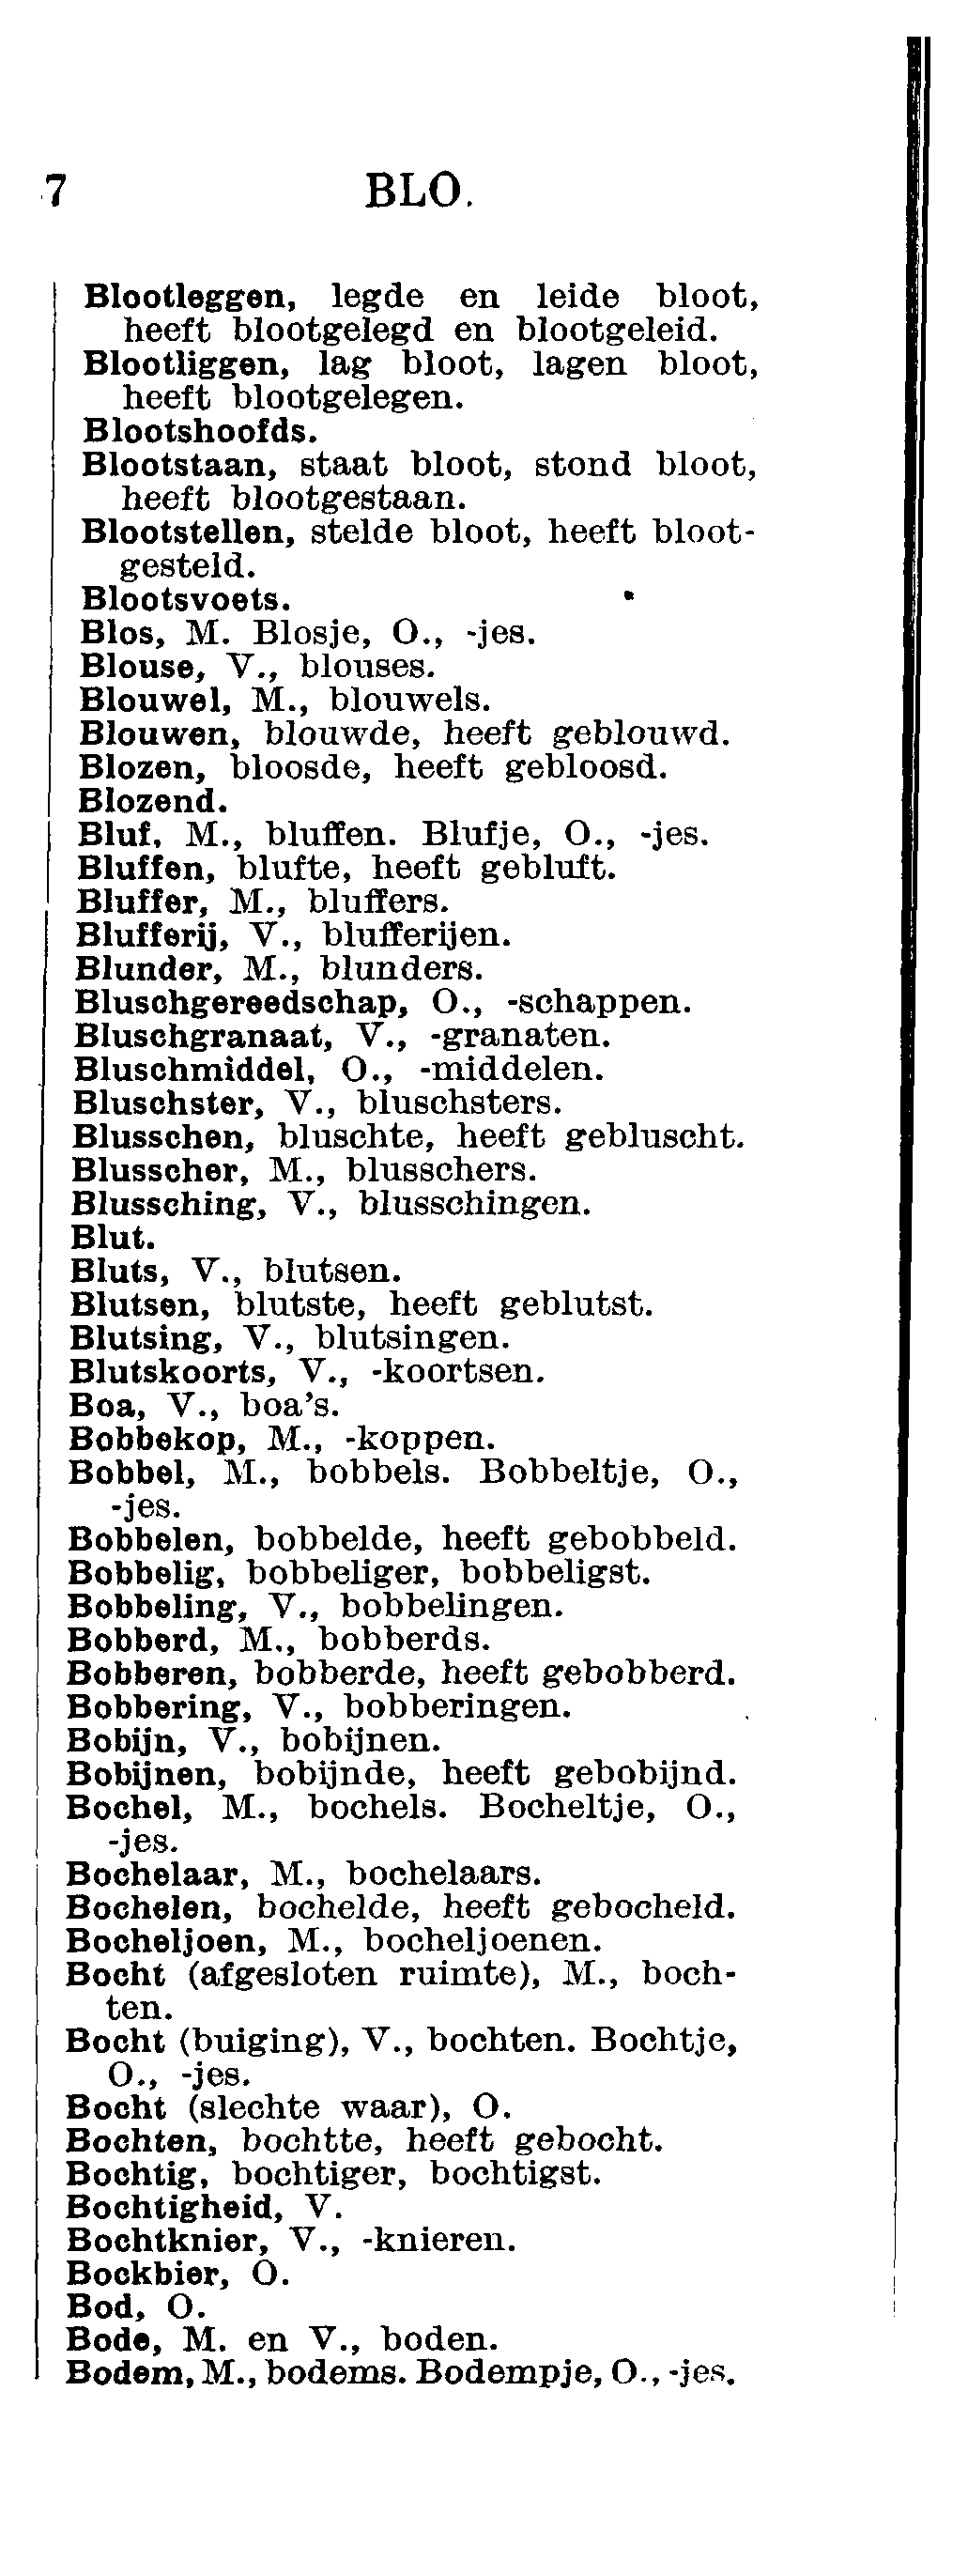 7 BLO.
Blootleggen, legde en leide bloot,
heeft blootgelegd en blootgeleid.
Blootliggen, lag bloot, lagen bloot,
heeft blootgelegen.
Blootshoofds.
Blootstaan, staat bloot, stond bloot,
heeft blootgestaan.
Blootstellen, stelde bloot, heeft bloot-
gesteld.
Blootsvoets.
Blos, M. Blosje, O., -jes.
Blouse, V., blouses.
Blouwel, M., blouwels.
Blouwen, blouwde, heeft geblouwd.
Blozen, bloosde, heeft gebloosd.
Blozend.
Bluf, M., bluffen. Blufje, O., -jes.
Bluffen, blufte, heeft gebluft.
Bluffer, M., bluffers.
Blufferij, V., blufferijen.
Blunder, M., blunders.
Bluschgereedschap, O., -schappen.
Bluschgranaat, V., -granaten.
Bluschmiddel, O., -middelen.
Bluschster, V., bluschsters.
Blusschen, bluschte, heeft gebluscht.
Blusscher, M., blusschers.
Blussching, V., blusschingen.
Blut.
Bluts, V., blutsen.
Blutsen, blutste, heeft geblutst.
Blutsing, V., blutsingen.
Blutskoorts, V., -koortsen.
Boa, V., boa's.
Bobbekop, M., -koppen.
Bobbel, M., bobbels. Bobbeltje, O.,
-jes.
Bobbelen, bobbelde, heeft gebobbeld.
Bobbelig, bobbeliger, bobbeligst.
Bobbeling, V., bobbelingen.
Bobberd, M., bobberds.
Bobberen, bobberde, heeft gebobberd.
Bobbering, V., bobberingen.
Bobijn, V., bobijnen.
Bobijnen, bobijnde, heeft gebobijnd.
Bochel, M., bochels. Bocheltje, O.,
-jes.
Bochelaar, M., bochelaars.
Bochelen, bochelde, heeft gebocheld.
Bocheljoen, M., bocheljoenen.
Bocht (afgesloten ruimte), M., boch-
ten.
Bocht (buiging), V., bochten. Bochtje,
O., -jes.
Bocht (slechte waar), O.
Bochten, bochtte, heeft gebocht.
Bochtig, bochtiger, bochtigst.
Bochtigheid, V.
Bochtknier, V., -knieren.
Bockbier, O.
Bod, O.
Bode, M. en V., boden.
Bodem, M., bodems. Bodempje, O., -jes.